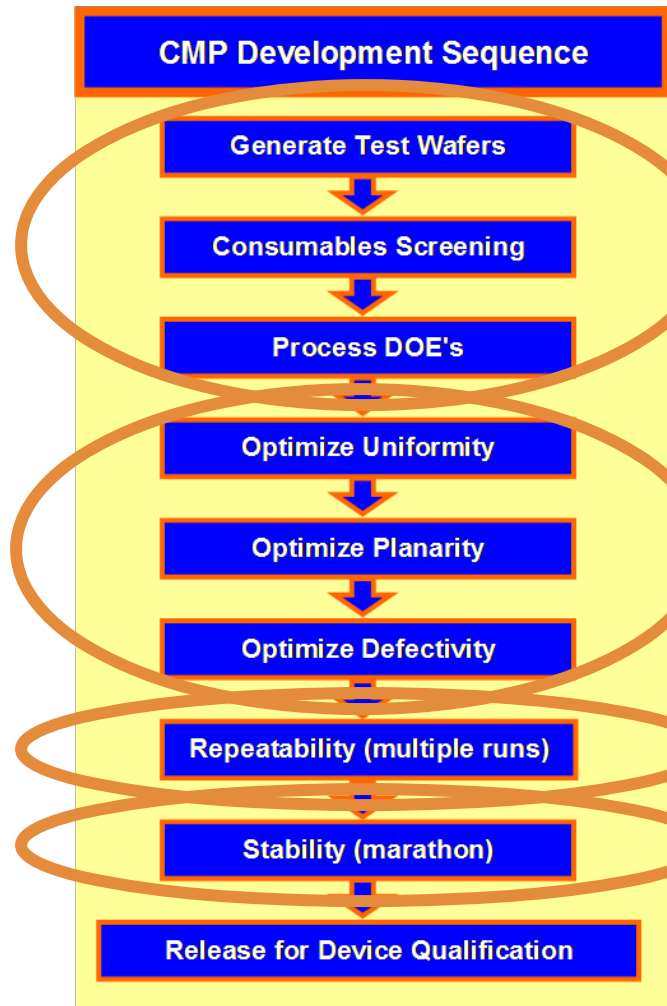 CMP Development Sequence
Generate Test Wafers
Consumables Screening
Process DOE's
Optimize Uniformity
Optimize Planarity
Optimize Defectivity
Repeatability (multiple runs)
Stability (marathon)
Release for Device Qualification